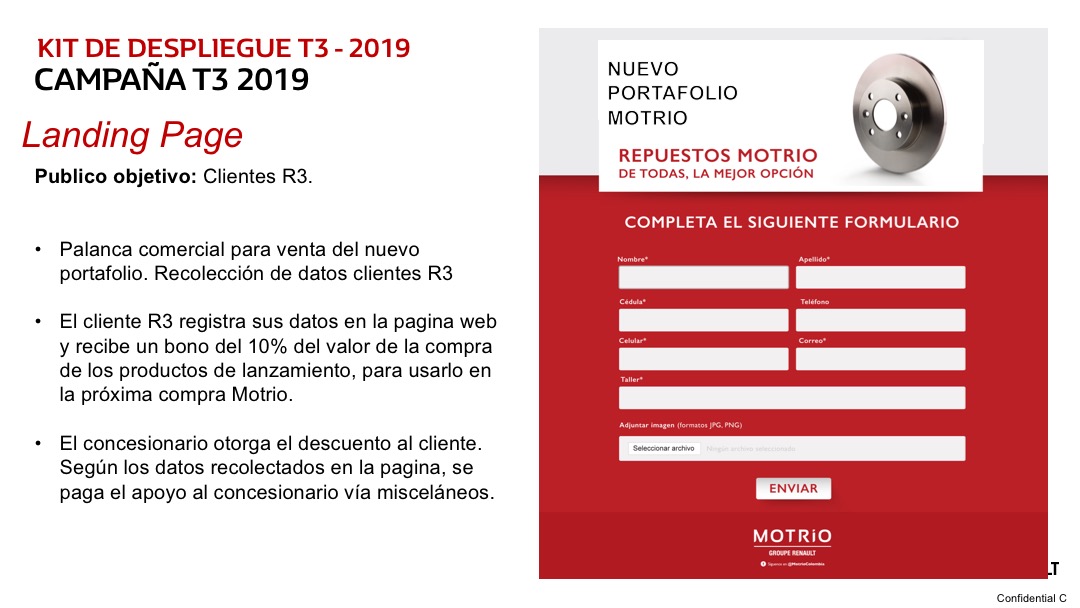 KIT DE DESPLIEGUE T3 - 2019
CAMPAÑA T3 2019
Landing Page
Publico objetivo: Clientes R3.
• Palanca comercial para venta del nuevo
portafolio. Recolección de datos clientes R3
• El cliente R3 registra sus datos en la pagina web
y recibe un bono del 10% del valor de la compra
de los productos de lanzamiento, para usarlo en
la próxima compra Motrio.
• El concesionario otorga el descuento al cliente.
Según los datos recolectados en la pagina, se
paga el apoyo al concesionario vía misceláneos.
NUEVO
PORTAFOLIO
MOTRIO
REPUESTOS MOTRIO
DE TODAS, LA MEJOR OPCIÓN
COMPLETA EL SIGUIENTE FORMULARIO
Nombre* Apellido*
Cédula* Teléfono
Celular* Correo*
Taller*
Adjuntar imagen (formatos JPG, PNG)
Seleccionar archivo Ningún archivo seleccionado
ENVIAR
MOTRiO
GROUPE RENAULT
Síguenos en @MotrioColombia
LT
Confidential C